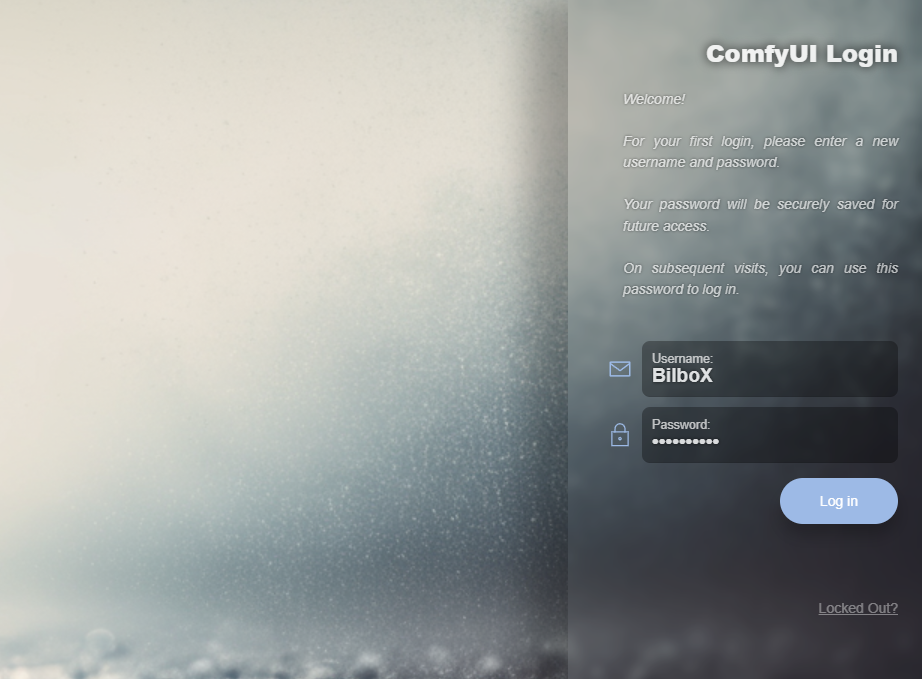 ComfyUI Login
Welcome!
For your first login, please enter a new
username and password.
Your password will be securely saved for
future access.
On subsequent visits, you can use this
password to log in.
Username:
BilboX
Password:
••••••••••
Log in
Locked Out?